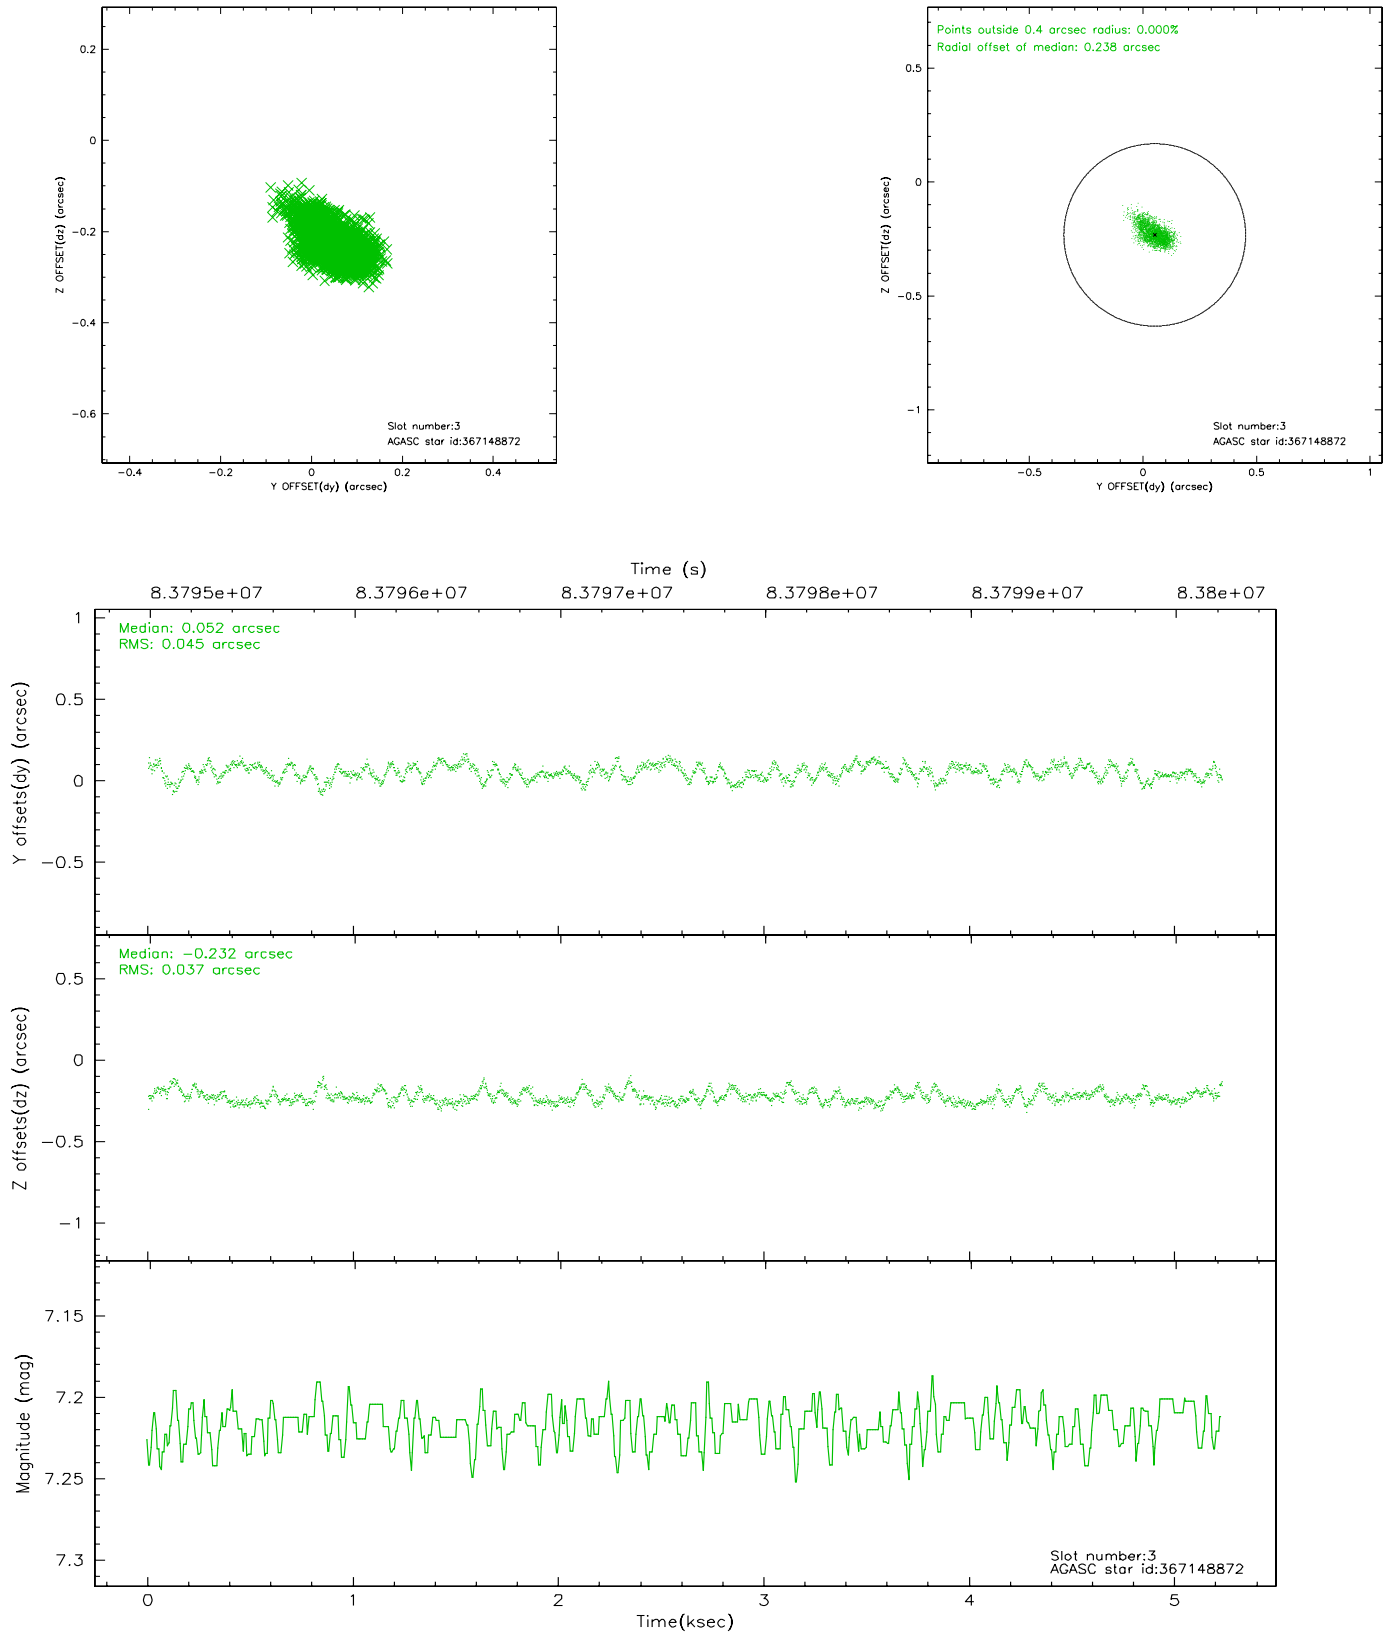 0.2
0
−0.2
−0.4
−0.6
Z OFFSET(dz) (arcsec)
Slot number:3
AGASC star id:367148872
−0.4
−0.2
0
0.2
0.4
Y OFFSET(dy) (arcsec)
Points outside 0.4 arcsec radius: 0.000%
Radial offset of median: 0.238 arcsec
0.5
0
−0.5
−1
Z OFFSET(dz) (arcsec)
Slot number:3
AGASC star id:367148872
−0.5
0
0.5
1
Y OFFSET(dy) (arcsec)
Time (s)
8.3795e+07
8.3796e+07
8.3797e+07
8.3798e+07
8.3799e+07
8.38e+07
Median: 0.052 arcsec
RMS: 0.045 arcsec
1
0.5
0
−0.5
Y offsets(dy) (arcsec)
Median: −0.232 arcsec
RMS: 0.037 arcsec
0.5
0
−0.5
−1
Z offsets(dz) (arcsec)
7.15
7.2
7.25
7.3
Magnitude (mag)
Slot number:3
AGASC star id:367148872
0
1
2
3
4
5
Time(ksec)